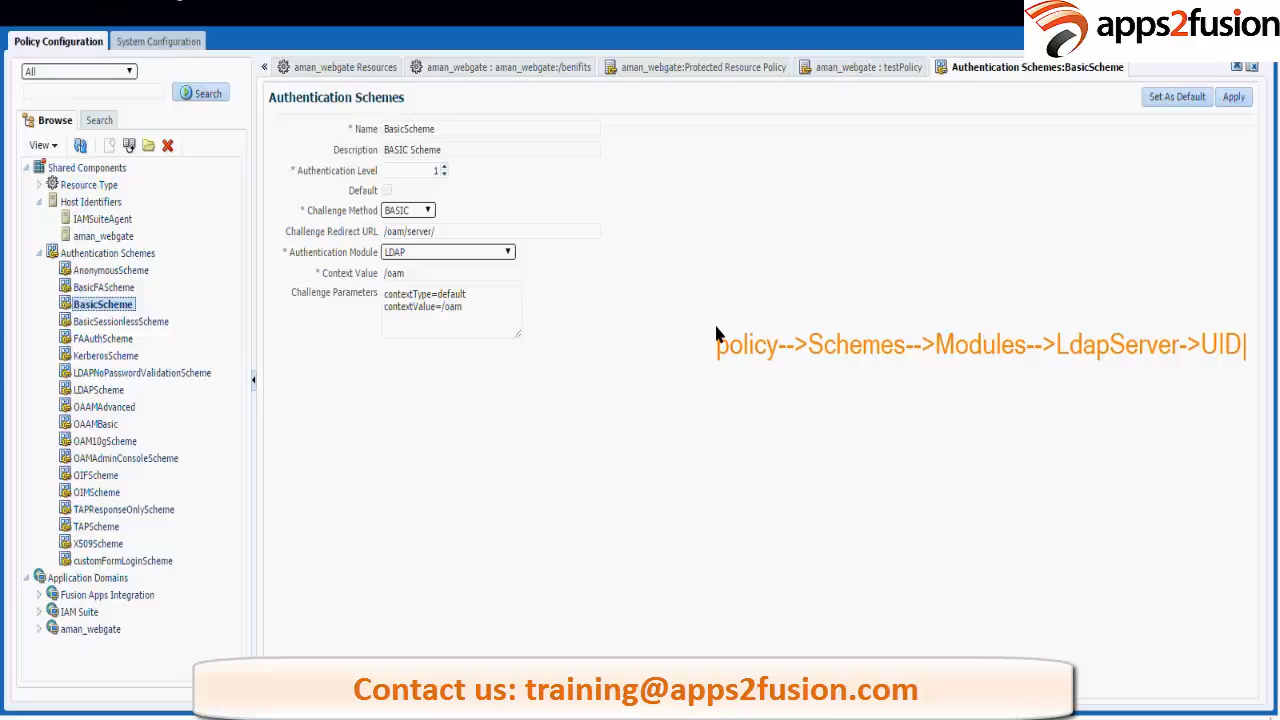 apps2fusion
Policy Configuration
System Configuration
All
Search
Browse
Search
View
Shared Components
Resource Type
Host Identifiers
IAMSuiteAgent
aman_webgate
Authentication Schemes
AnonymousScheme
BasicFAScheme
BasicScheme
BasicSessionlessScheme
FAAuthScheme
KerberosScheme
LDAPNoPasswordValidationScheme
LDAPScheme
OAAMAdvanced
OAAMBasic
OAM10gScheme
OAMAdminConsoleScheme
OIFScheme
OIMScheme
TAPResponseOnlyScheme
TAPScheme
X509Scheme
customFormLoginScheme
Application Domains
Fusion Apps Integration
IAM Suite
aman_webgate
«
aman_webgate Resources
aman_webgate : aman_webgate:/benifits
aman_webgate:Protected Resource Policy
aman_webgate : testPolicy
Authentication Schemes:BasicScheme
Authentication Schemes
Set As Default
Apply
* Name BasicScheme
Description BASIC Scheme
* Authentication Level 1
Default
* Challenge Method BASIC
Challenge Redirect URL /oam/server/
* Authentication Module LDAP
* Context Value /oam
Challenge Parameters contextType=default
contextValue=/oam
policy-->Schemes-->Modules-->LdapServer->UID|
Contact us: training@apps2fusion.com